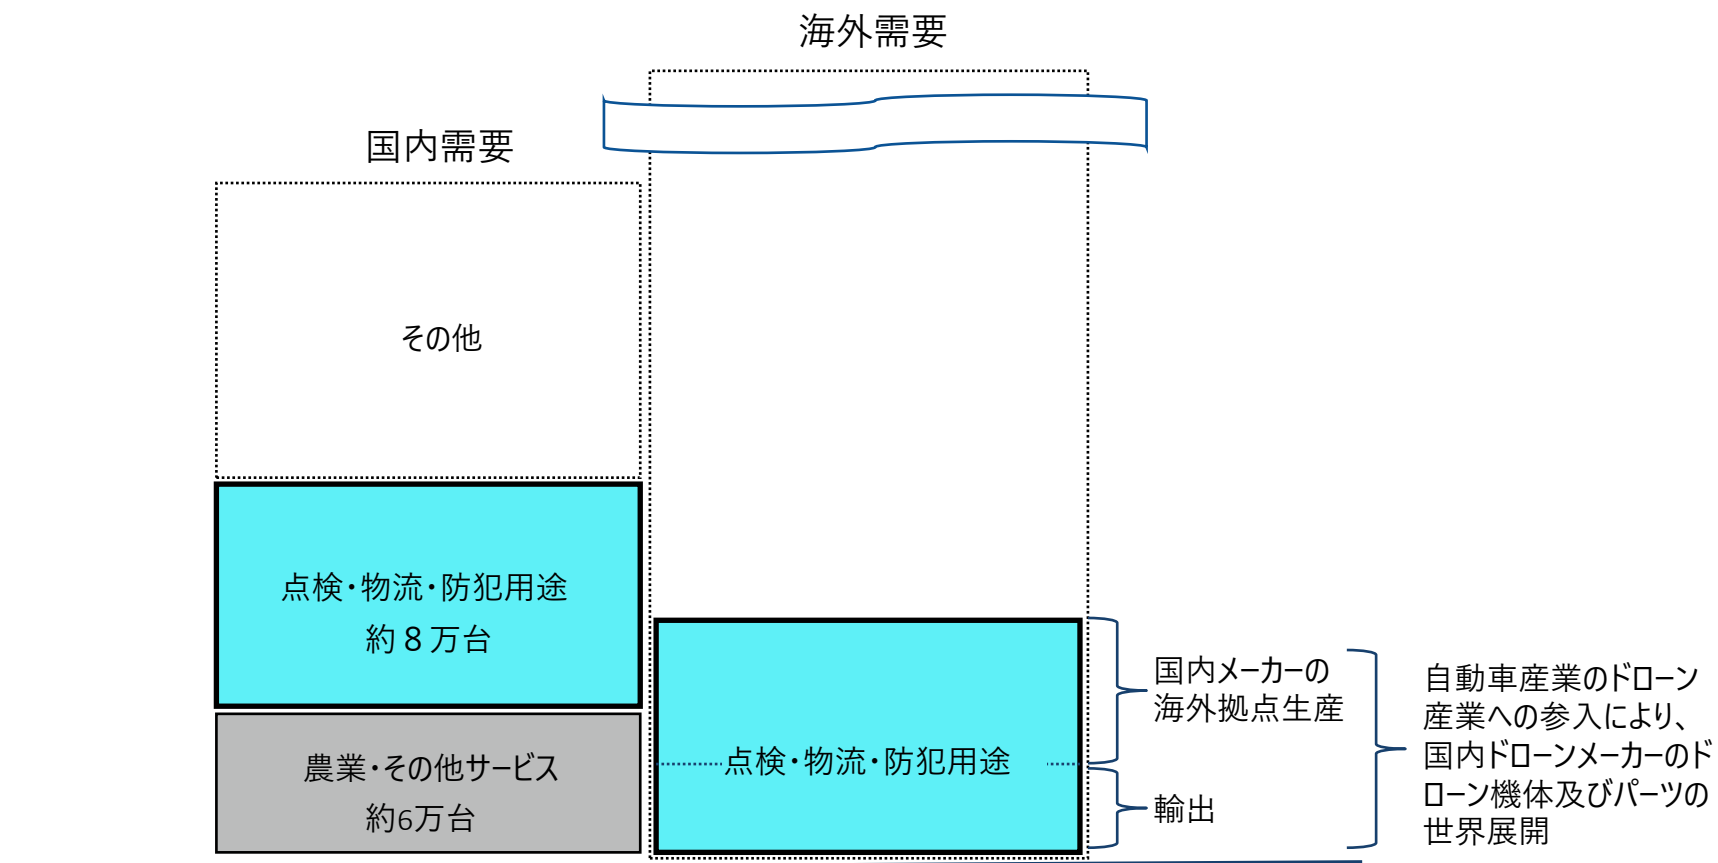 海外需要
国内需要
その他
点検・物流・防犯用途
約８万台
農業・その他サービス
約6万台
点検・物流・防犯用途
国内メーカーの
海外拠点生産
輸出
自動車産業のドローン
産業への参入により、
国内ドローンメーカーのド
ローン機体及びパーツの
世界展開